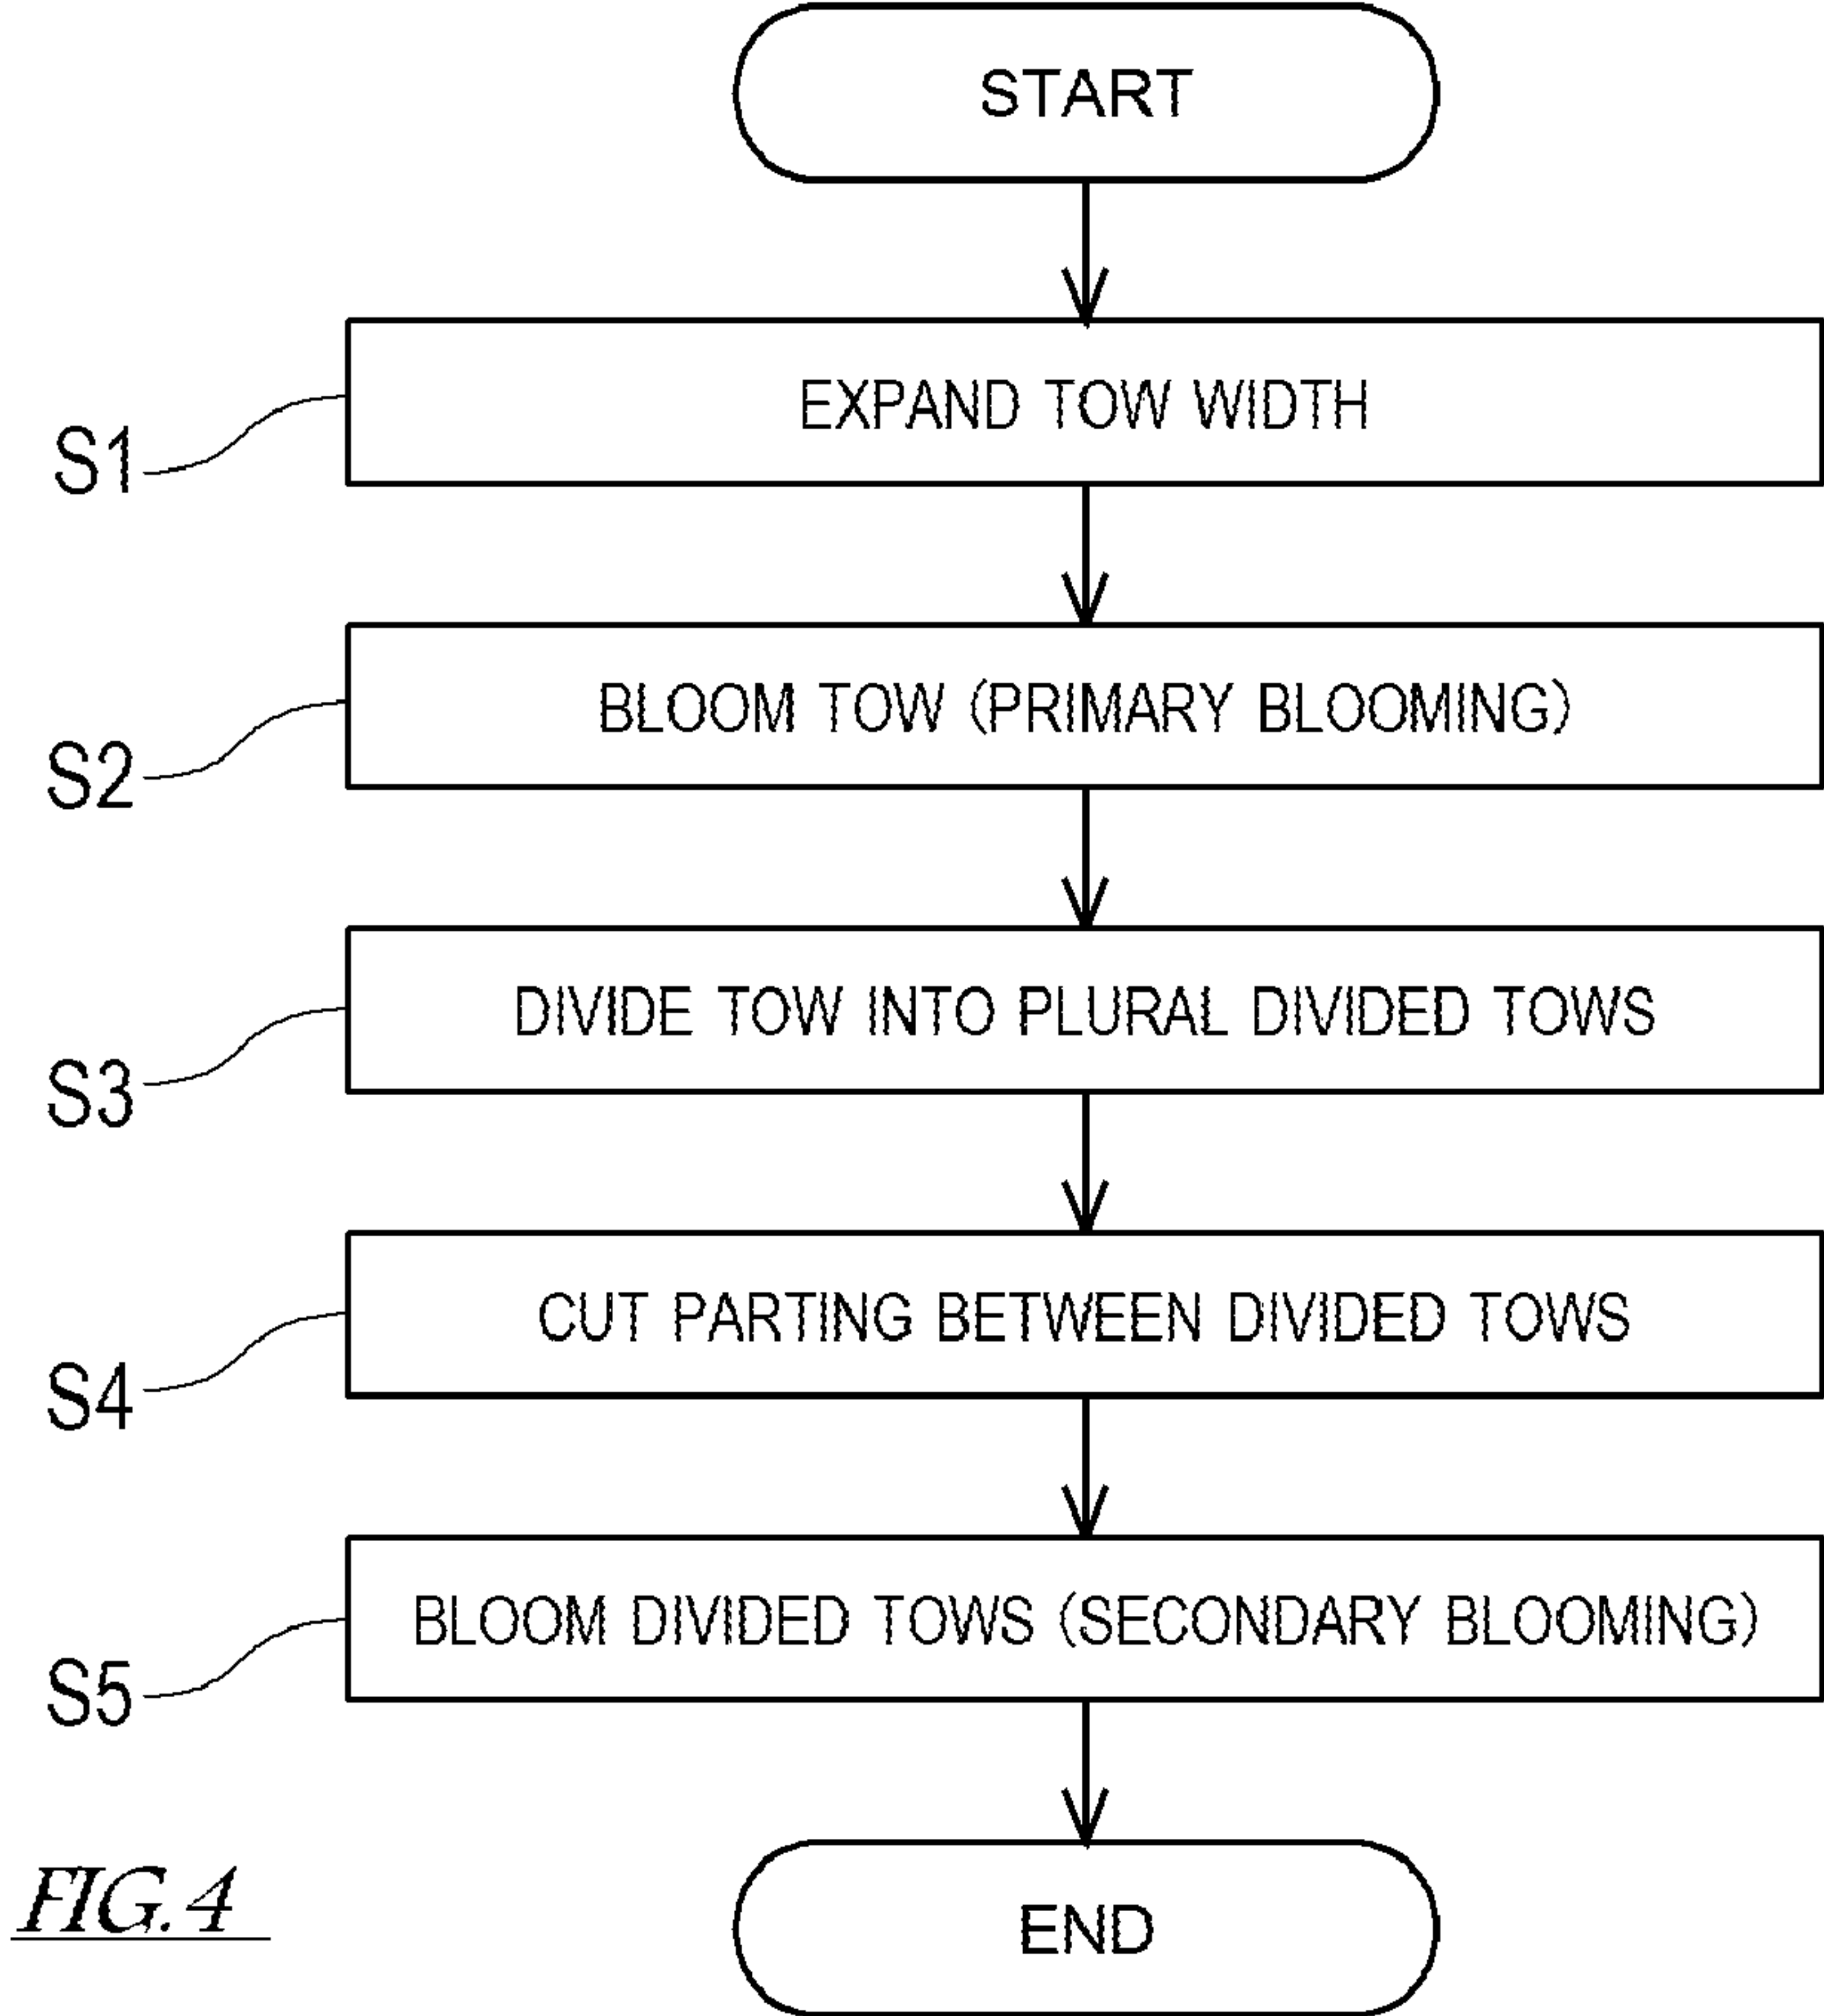 START
EXPAND TOW WIDTH
S1
BLOOM TOW (PRIMARY BLOOMING)
S2
DIVIDE TOW INTO PLURAL DIVIDED TOWS
S3
CUT PARTING BETWEEN DIVIDED TOWS
S4
BLOOM DIVIDED TOWS (SECONDARY BLOOMING)
S5
END
FIG.4